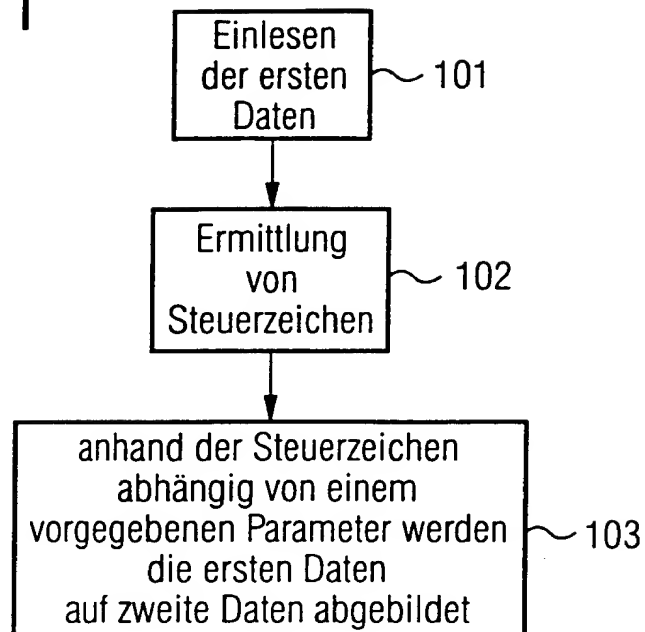 Einlesen
der ersten
Daten
101
Ermittlung
von
Steuerzeichen
102
anhand der Steuerzeichen
abhängig von einem
vorgegebenen Parameter werden
die ersten Daten
auf zweite Daten abgebildet
103